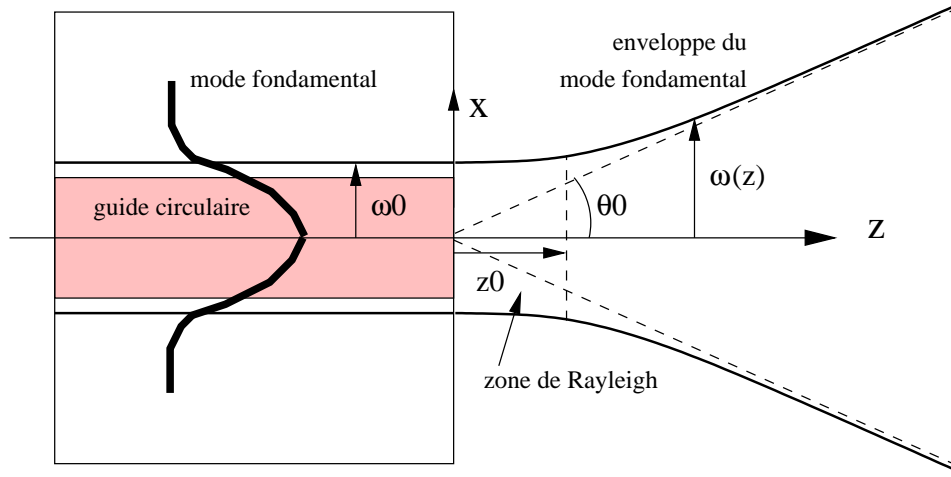 enveloppe du
mode fondamental
mode fondamental
x
ω(z)
guide circulaire
ω0
θ0
z
z0
zone de Rayleigh